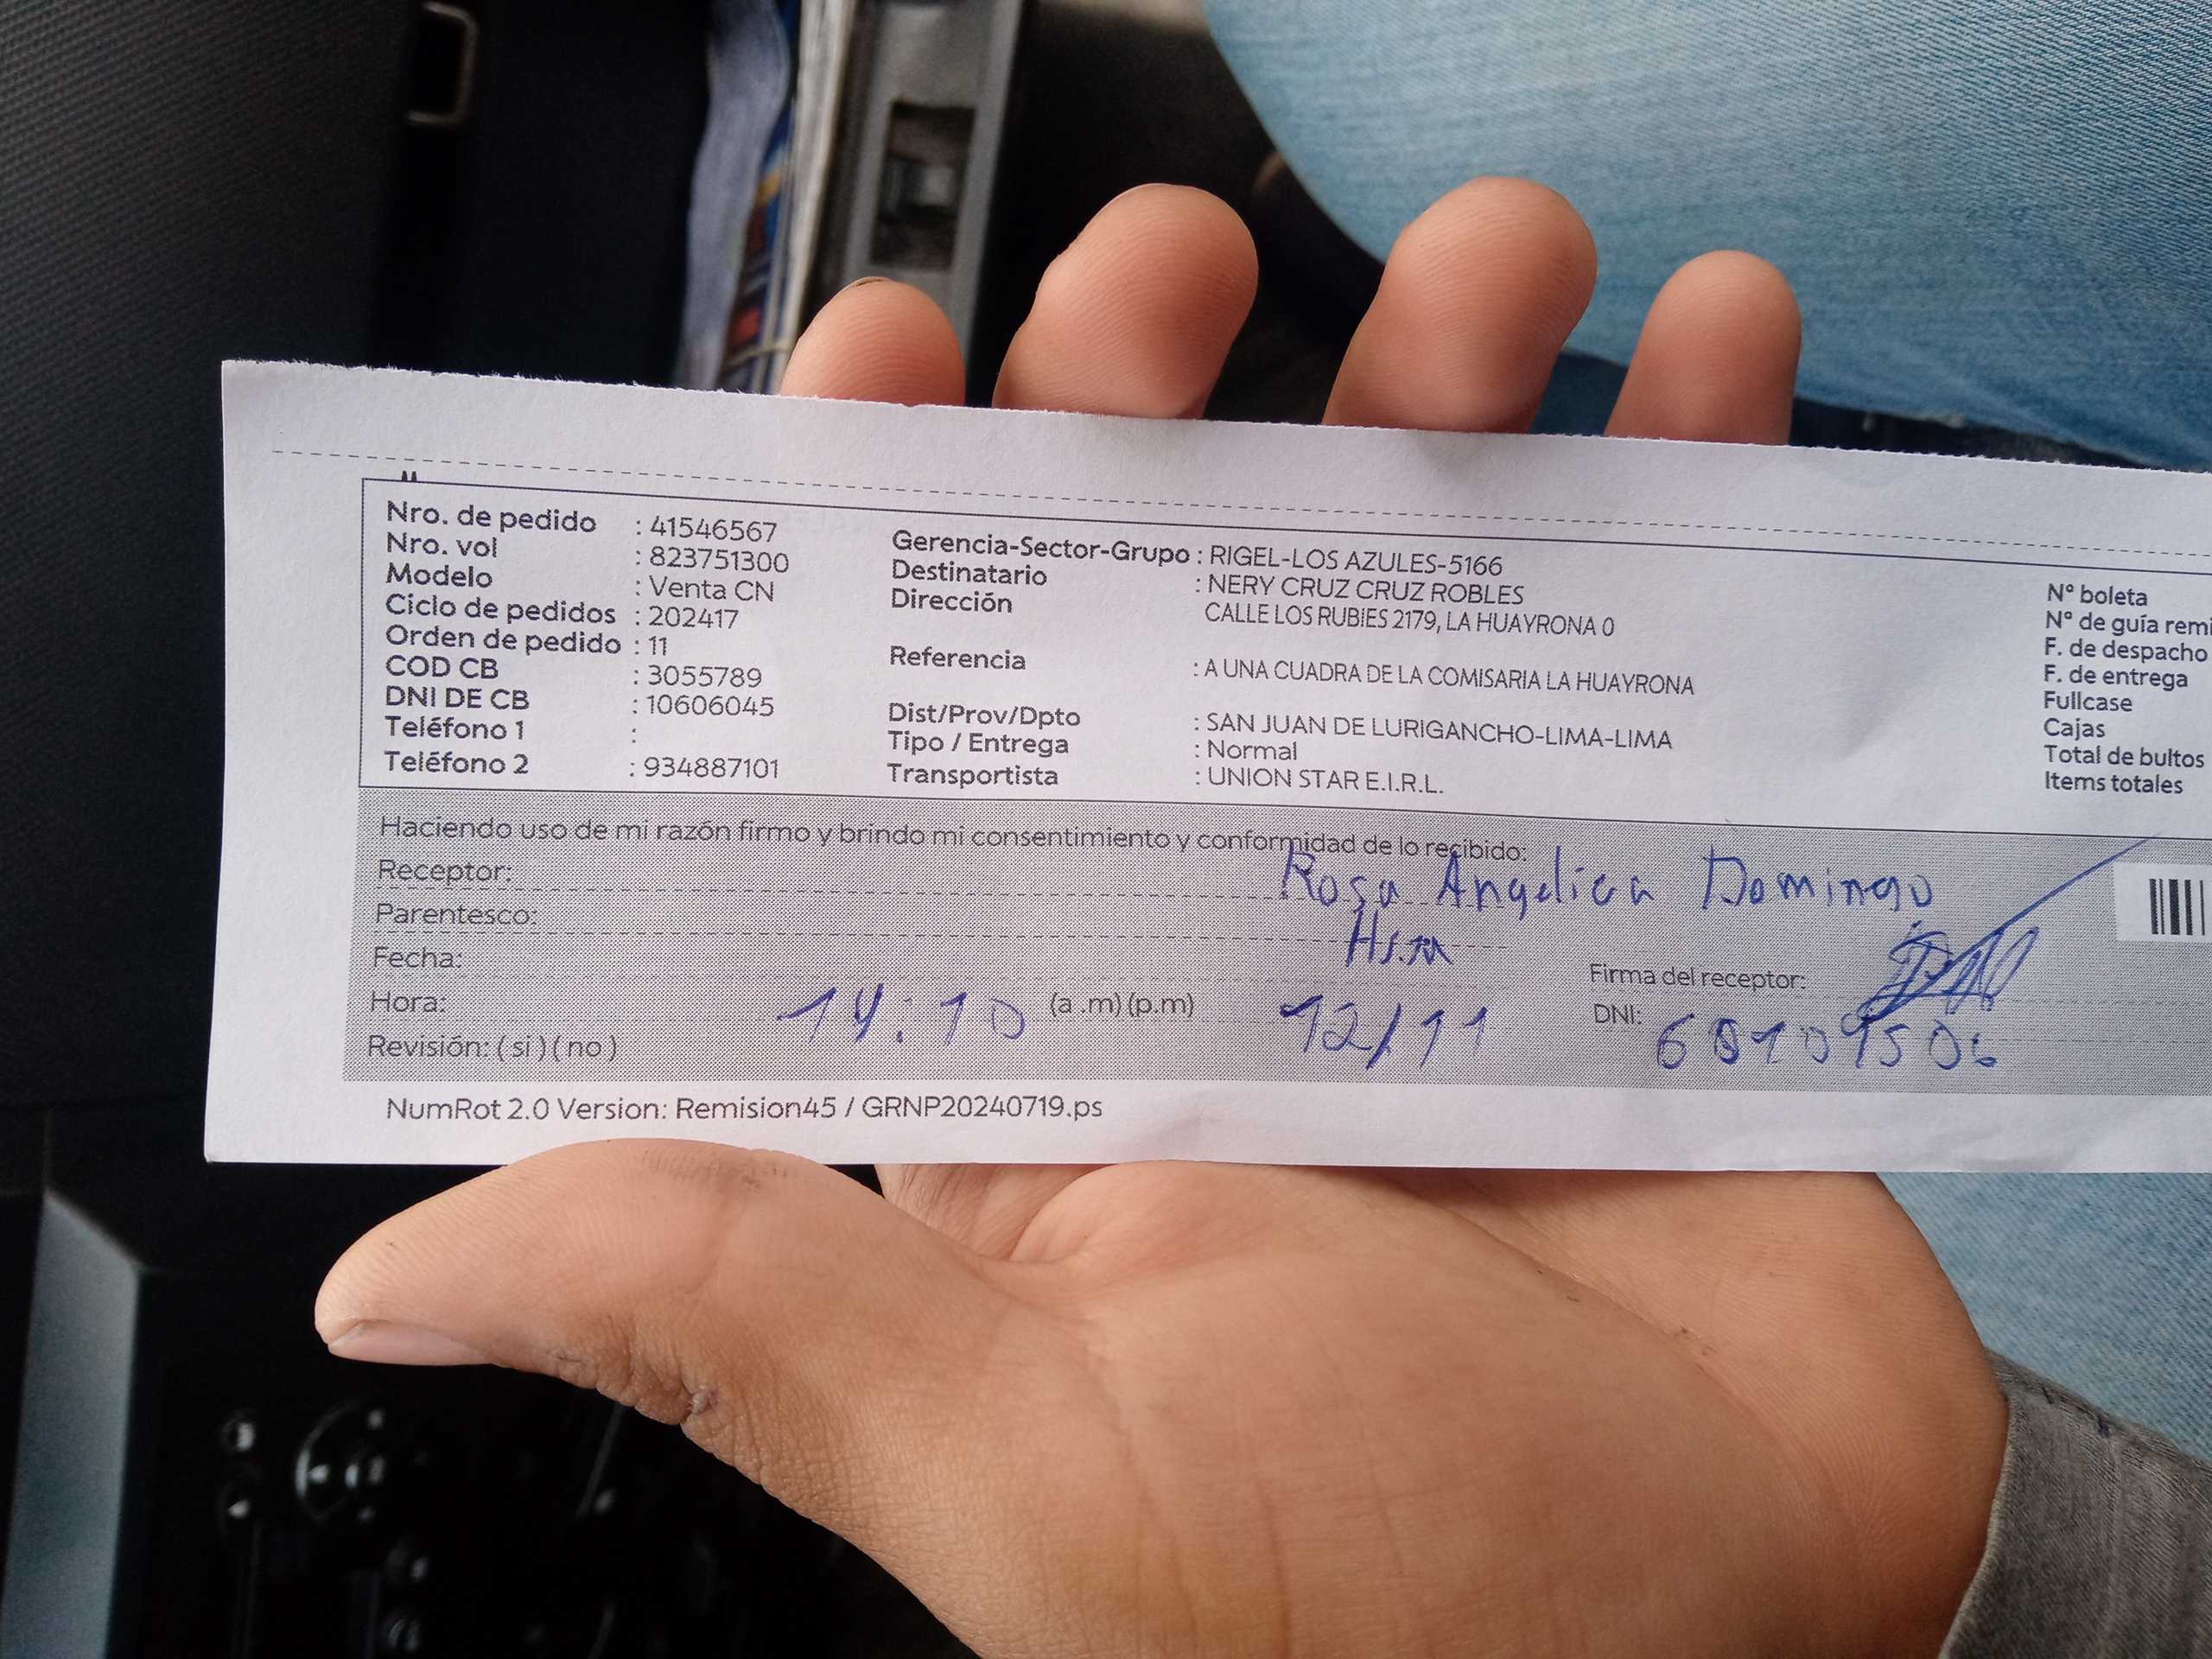 Nro. de pedido : 41546567
Nro. vol : 823751300
Modelo : Venta CN
Ciclo de pedidos : 202417
Orden de pedido : 11
COD CB : 3055789
DNI DE CB : 10606045
Teléfono 1 :
Teléfono 2 : 934887101
Gerencia-Sector-Grupo : RIGEL-LOS AZULES-5166
Destinatario : NERY CRUZ CRUZ ROBLES
Dirección CALLE LOS RUBIES 2179, LA HUAYRONA 0
Referencia : A UNA CUADRA DE LA COMISARIA LA HUAYRONA
Dist/Prov/Dpto : SAN JUAN DE LURIGANCHO-LIMA-LIMA
Tipo / Entrega : Normal
Transportista : UNION STAR E.I.R.L.
N° boleta
N° de guía remi
F. de despacho
F. de entrega
Fullcase
Cajas
Total de bultos
Items totales
Haciendo uso de mi razón firmo y brindo mi consentimiento y conformidad de lo recibido:
Receptor: Rosa Angelica Domingo
Parentesco:
Fecha:
Firma del receptor:
Hora: 14:10 (a .m) (p.m) 12/11
DNI:
Revisión: ( si ) ( no )
NumRot 2.0 Version: Remision45 / GRNP20240719.ps